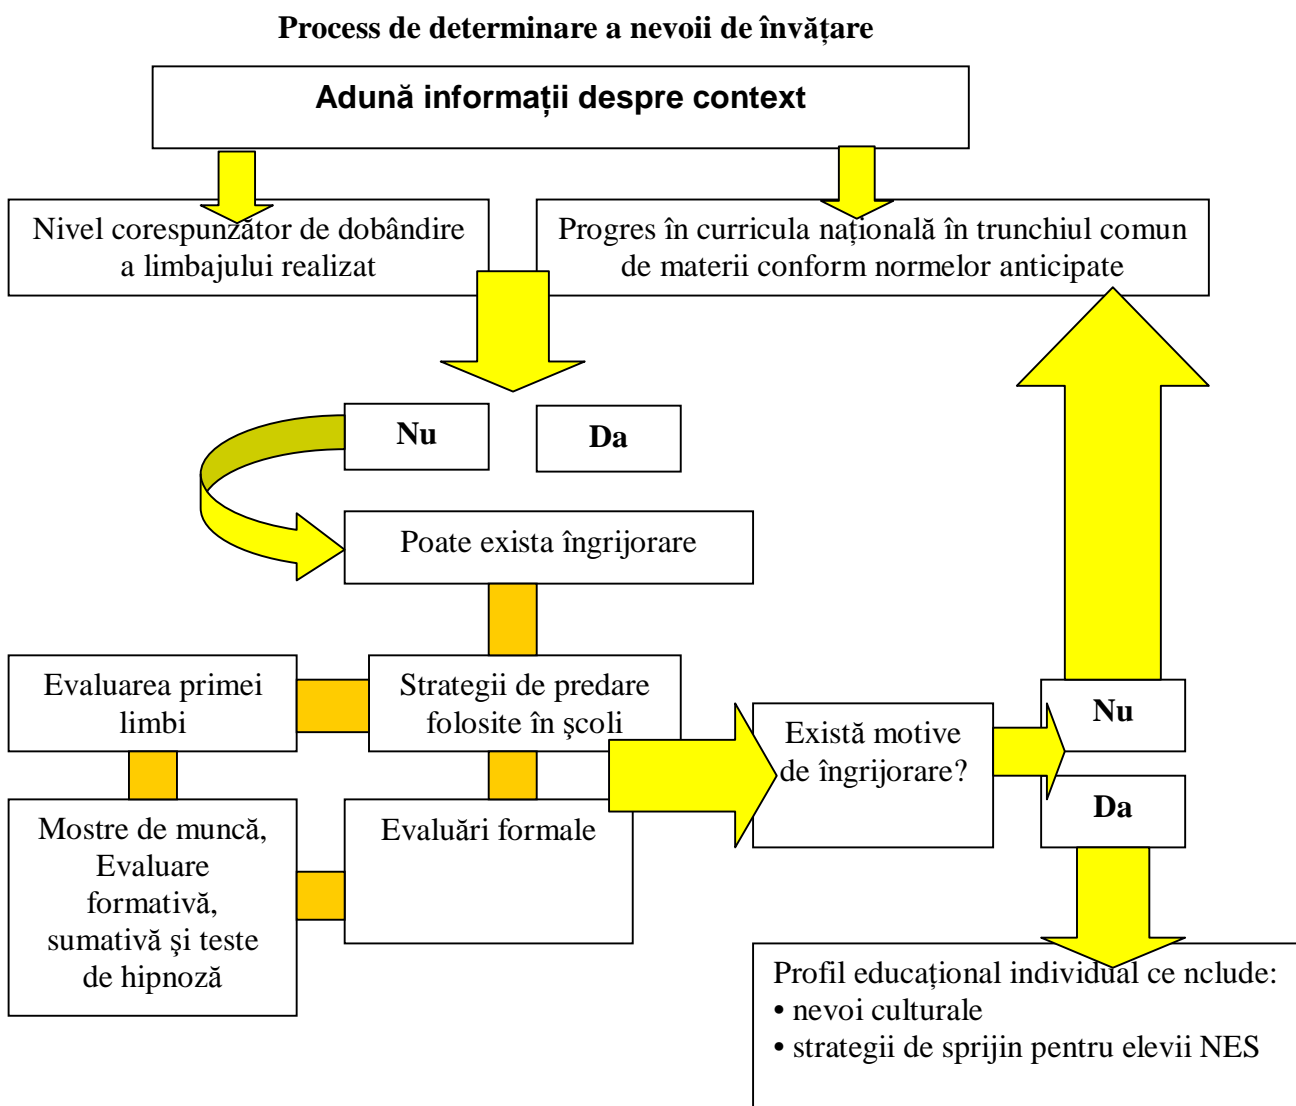 Process de determinare a nevoii de învățare
Adună informații despre context
Nivel corespunzător de dobândire
a limbajului realizat
Progres în curricula națională în trunchiul comun
de materii conform normelor anticipate
Nu
Da
Poate exista îngrijorare
Evaluarea primei
limbi
Strategii de predare
folosite în şcoli
Există motive
de îngrijorare?
Nu
Da
Mostre de muncă,
Evaluare
formativă,
sumativă şi teste
de hipnoză
Evaluări formale
Profil educațional individual ce nclude:
• nevoi culturale
• strategii de sprijin pentru elevii NES